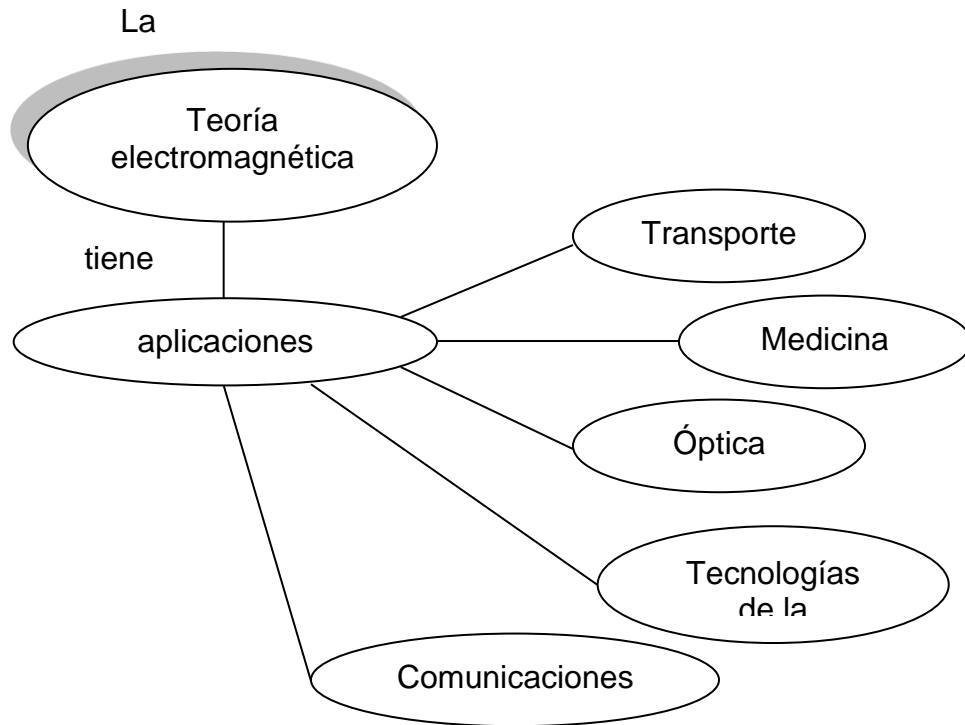 La
Teoría
electromagnética
tiene
aplicaciones
Transporte
Medicina
Óptica
Tecnologías
de la
Comunicaciones